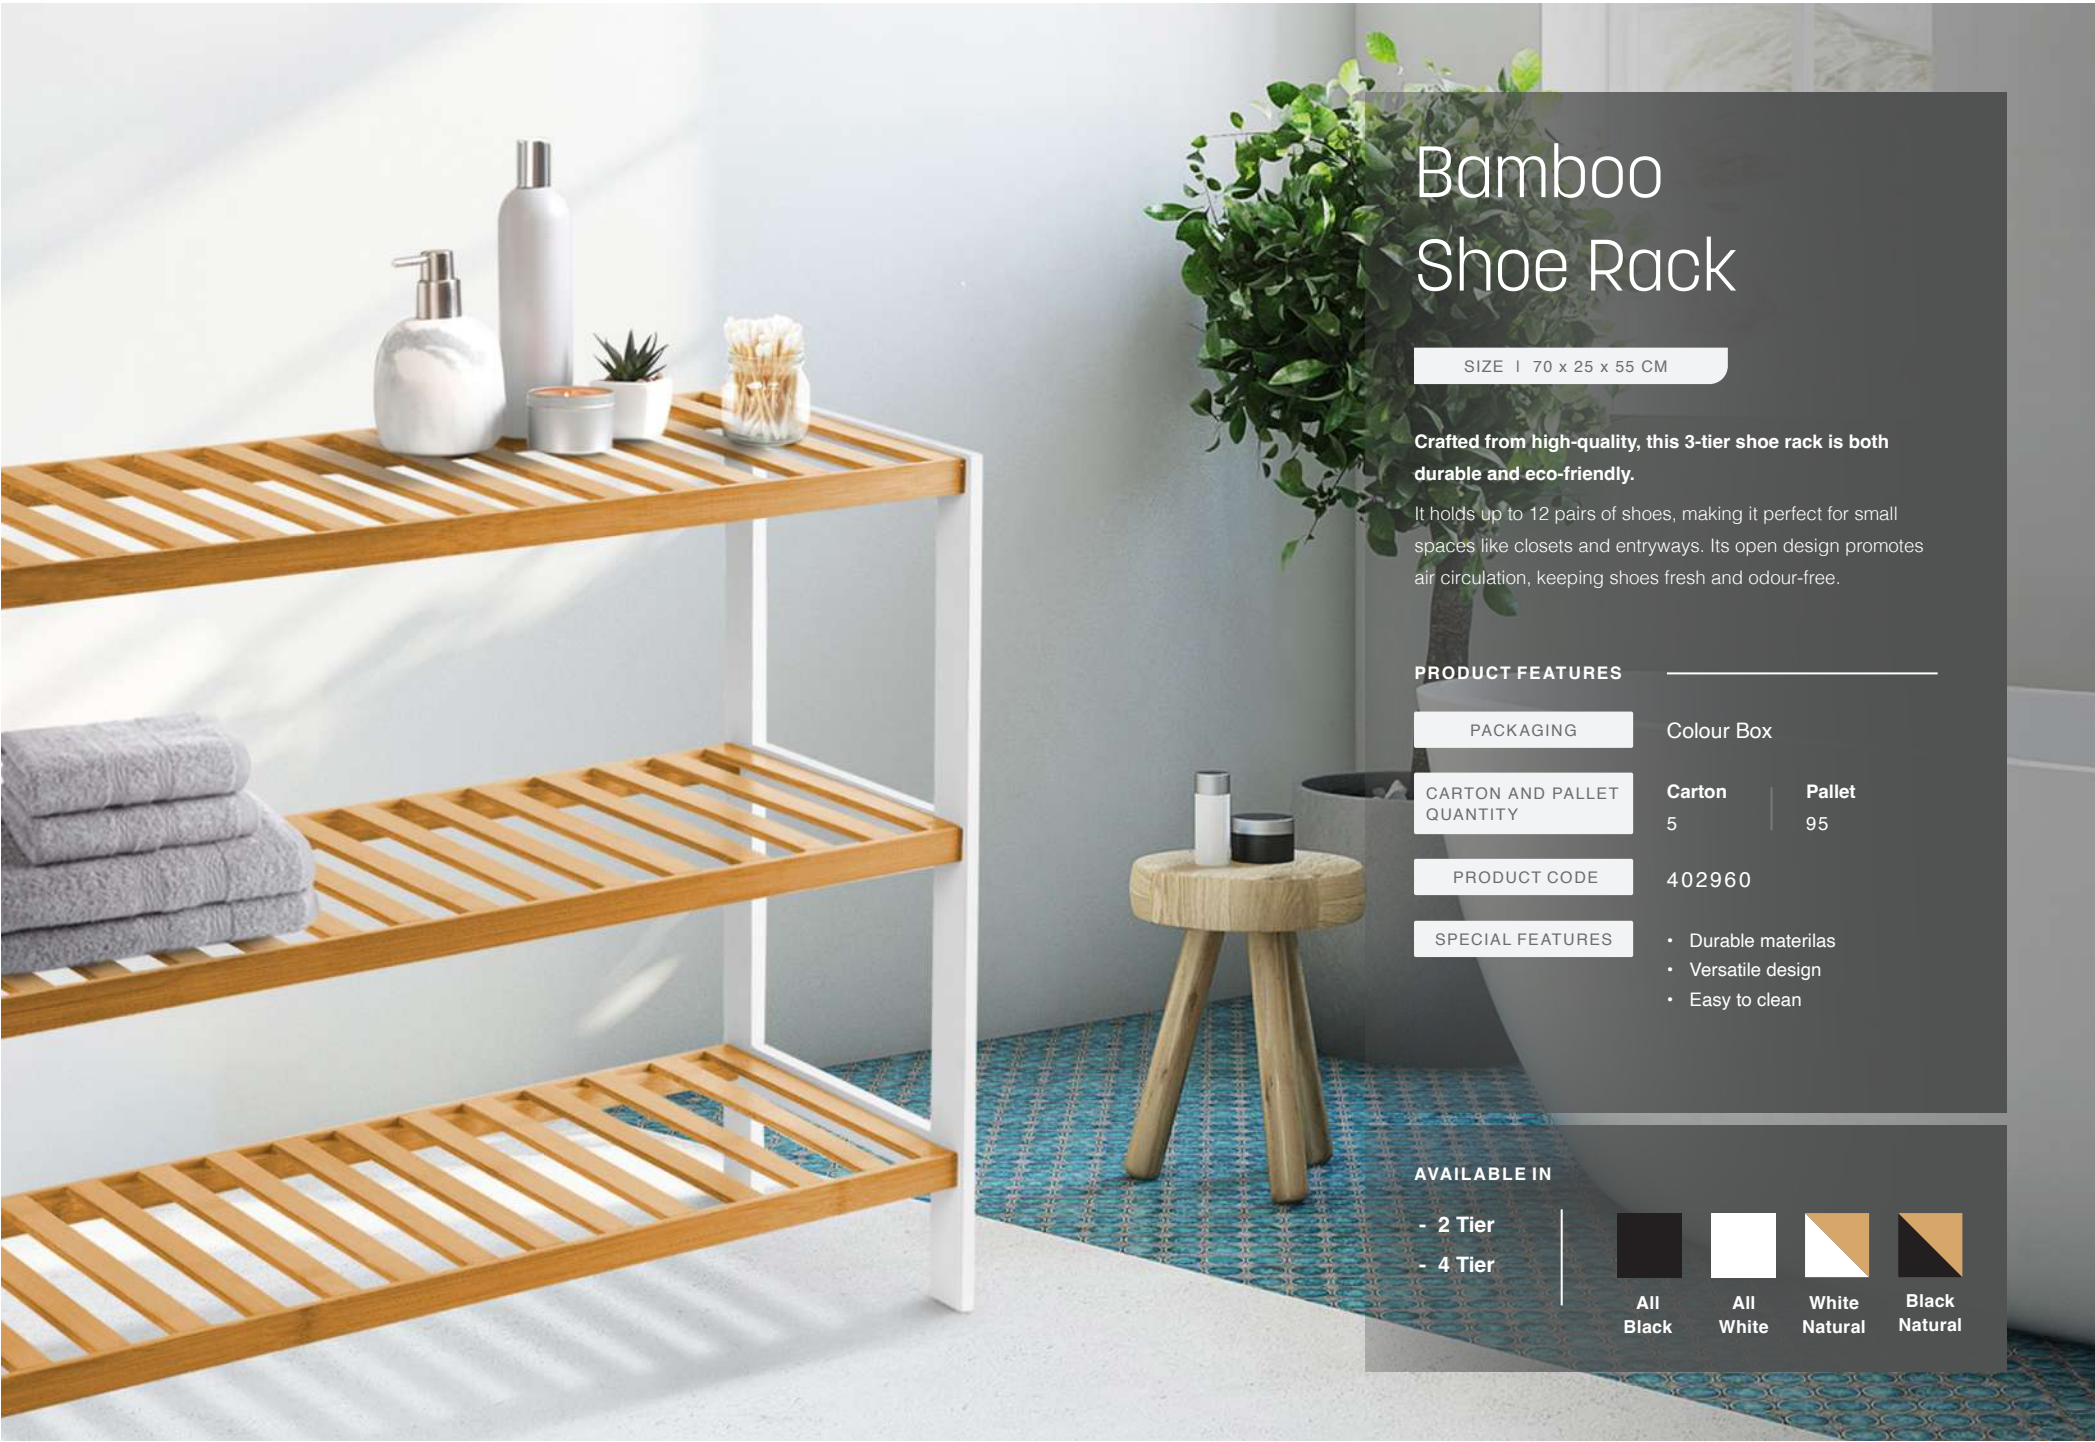 Bamboo
Shoe Rack
SIZE | 70 x 25 x 55 CM
Crafted from high-quality, this 3-tier shoe rack is both
durable and eco-friendly.
It holds up to 12 pairs of shoes, making it perfect for small
spaces like closets and entryways. Its open design promotes
air circulation, keeping shoes fresh and odour-free.
PRODUCT FEATURES
PACKAGING Colour Box
CARTON AND PALLET
QUANTITY
Carton Pallet
5 95
PRODUCT CODE 402960
SPECIAL FEATURES
• Durable materilas
• Versatile design
• Easy to clean
AVAILABLE IN
- 2 Tier
- 4 Tier
All
Black
All
White
White
Natural
Black
Natural